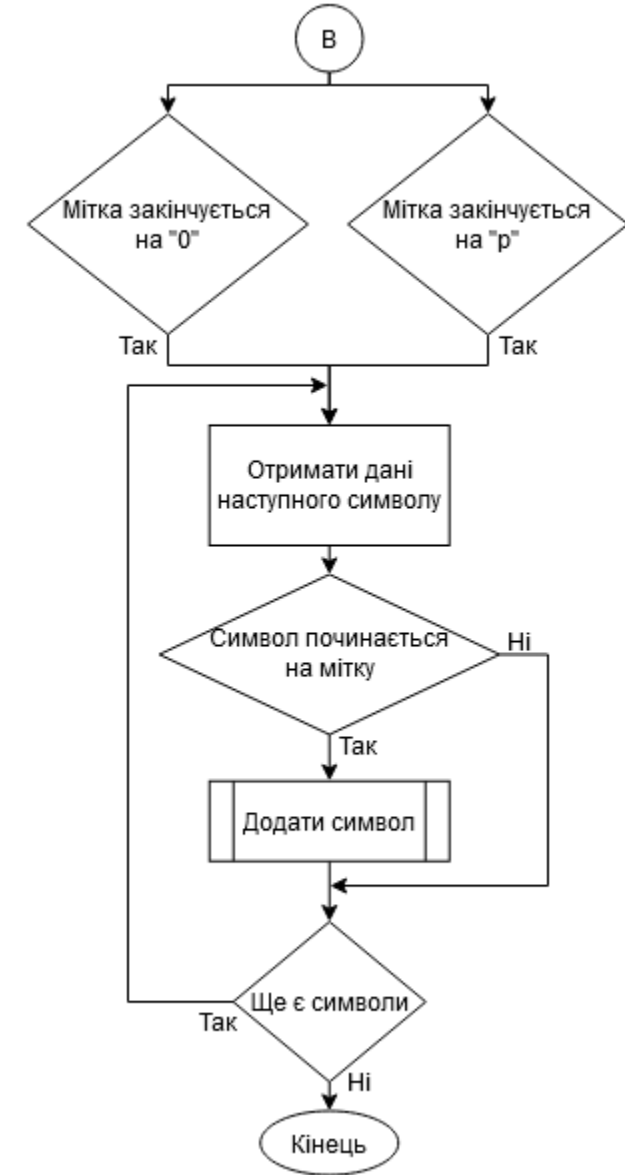 B
Мітка закінчується
на "0"
Мітка закінчується
на "p"
Так
Так
Отримати дані
наступного символу
Символ починається
на мітку
Ні
Так
Додати символ
Ще є символи
Так
Ні
Кінець